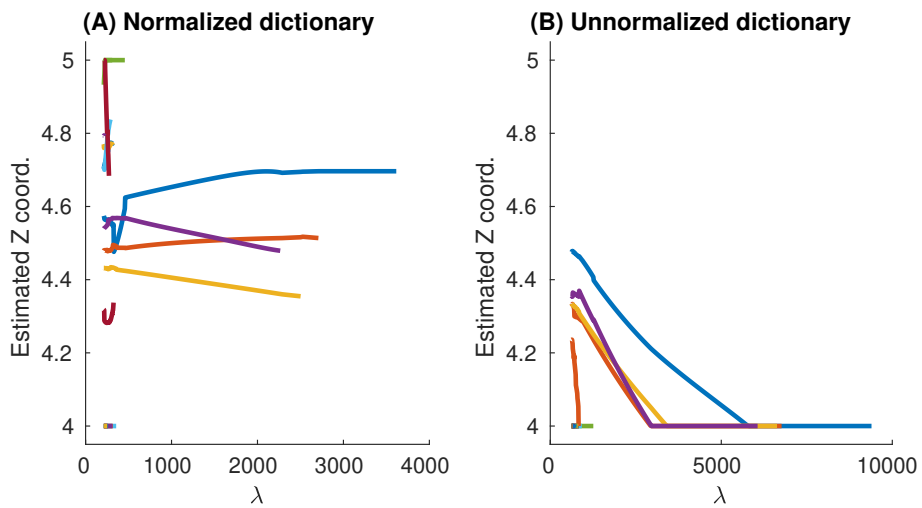 (A) Normalized dictionary
5
4.8
4.6
4.4
4.2
4
Estimated Z coord.
0 1000 2000 3000 4000
λ
(B) Unnormalized dictionary
5
4.8
4.6
4.4
4.2
4
Estimated Z coord.
0 5000 10000
λ